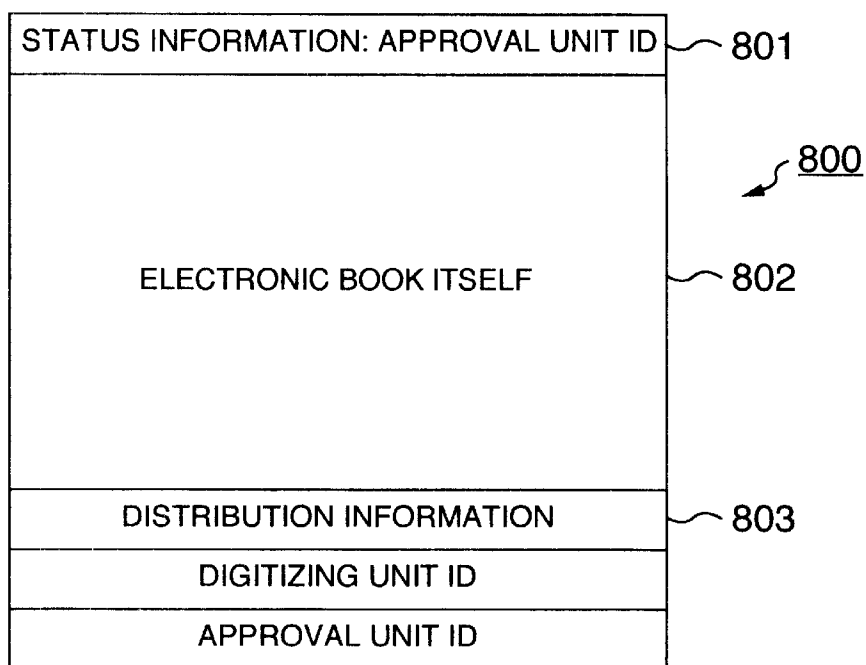 STATUS INFORMATION: APPROVAL UNIT ID 801
800
ELECTRONIC BOOK ITSELF 802
DISTRIBUTION INFORMATION 803
DIGITIZING UNIT ID
APPROVAL UNIT ID